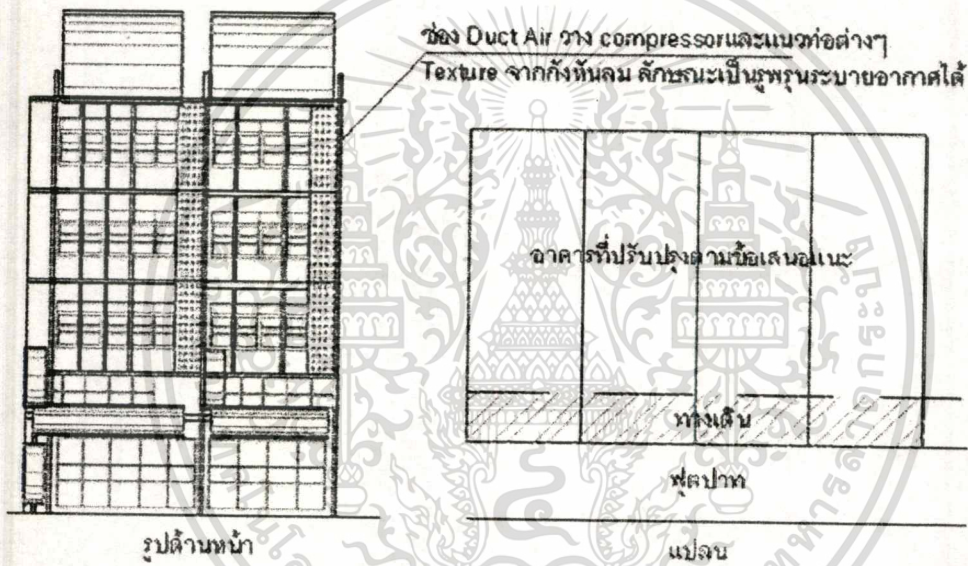 ช่อง Duct Air วาง compressorและแนวท่อต่างๆ
Texture จากกังหันลม ลักษณะเป็นรูพรุนระบายอากาศได้
อาคารที่ปรับปรุงตามข้อเสนอแนะ
ทางเดิน
ฟุตปาท
รูปด้านหน้า
แปลน